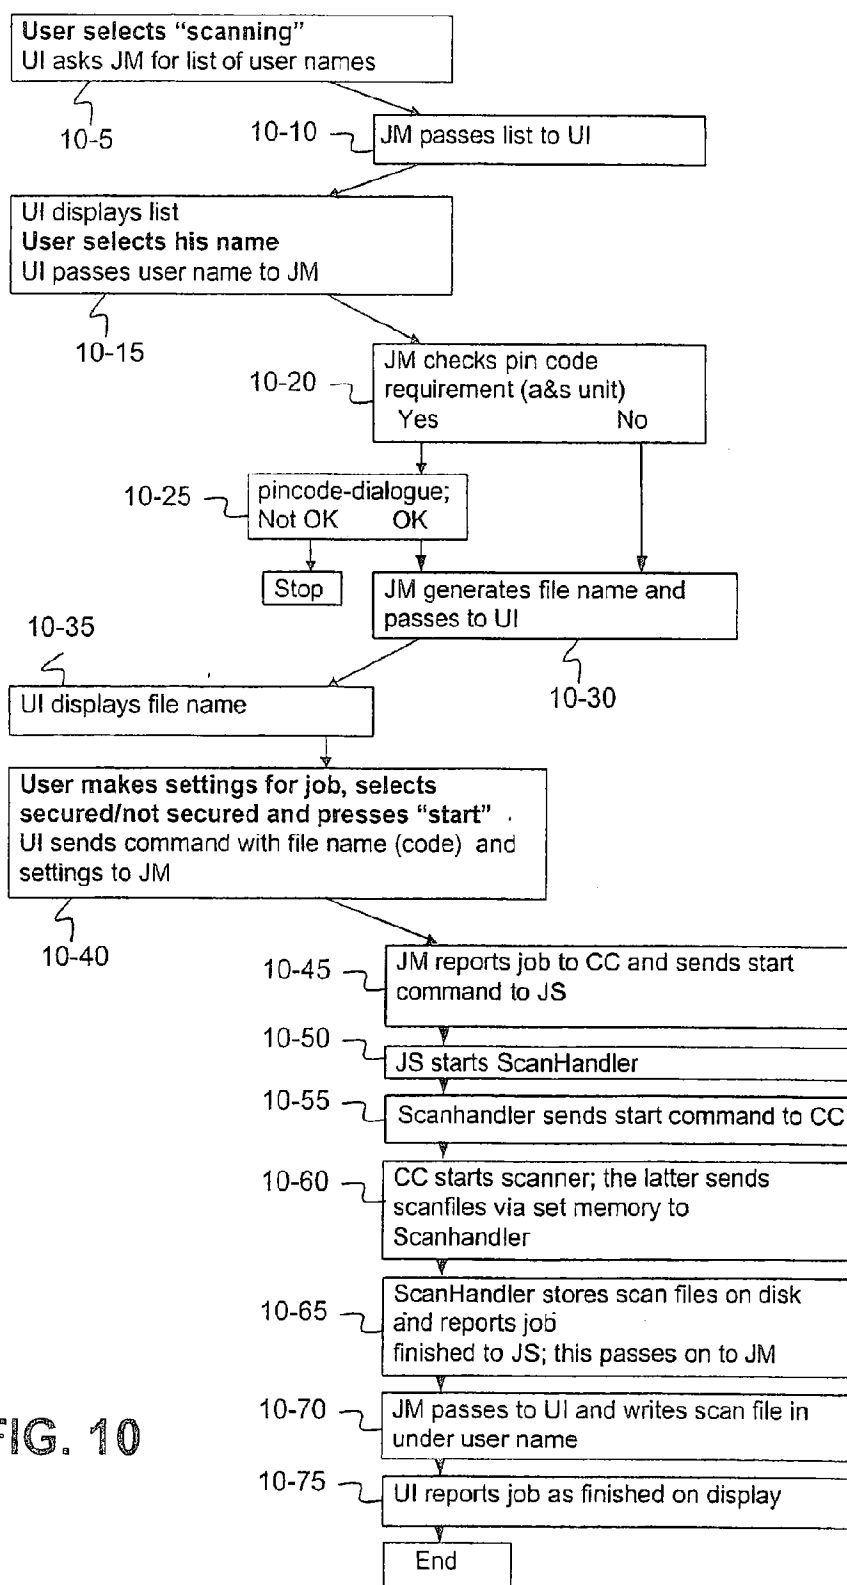 User selects “scanning”
UI asks JM for list of user names
10-5
10-10
JM passes list to UI
UI displays list
User selects his name
UI passes user name to JM
10-15
10-20
JM checks pin code
requirement (a&s unit)
Yes No
10-25
pincode-dialogue;
Not OK OK
Stop
JM generates file name and
passes to UI
10-35
10-30
UI displays file name
User makes settings for job, selects
secured/not secured and presses “start”
UI sends command with file name (code) and
settings to JM
10-40
10-45
JM reports job to CC and sends start
command to JS
10-50
JS starts ScanHandler
10-55
Scanhandler sends start command to CC
10-60
CC starts scanner; the latter sends
scanfiles via set memory to
Scanhandler
10-65
ScanHandler stores scan files on disk
and reports job
finished to JS; this passes on to JM
10-70
JM passes to UI and writes scan file in
under user name
10-75
UI reports job as finished on display
End
FIG. 10